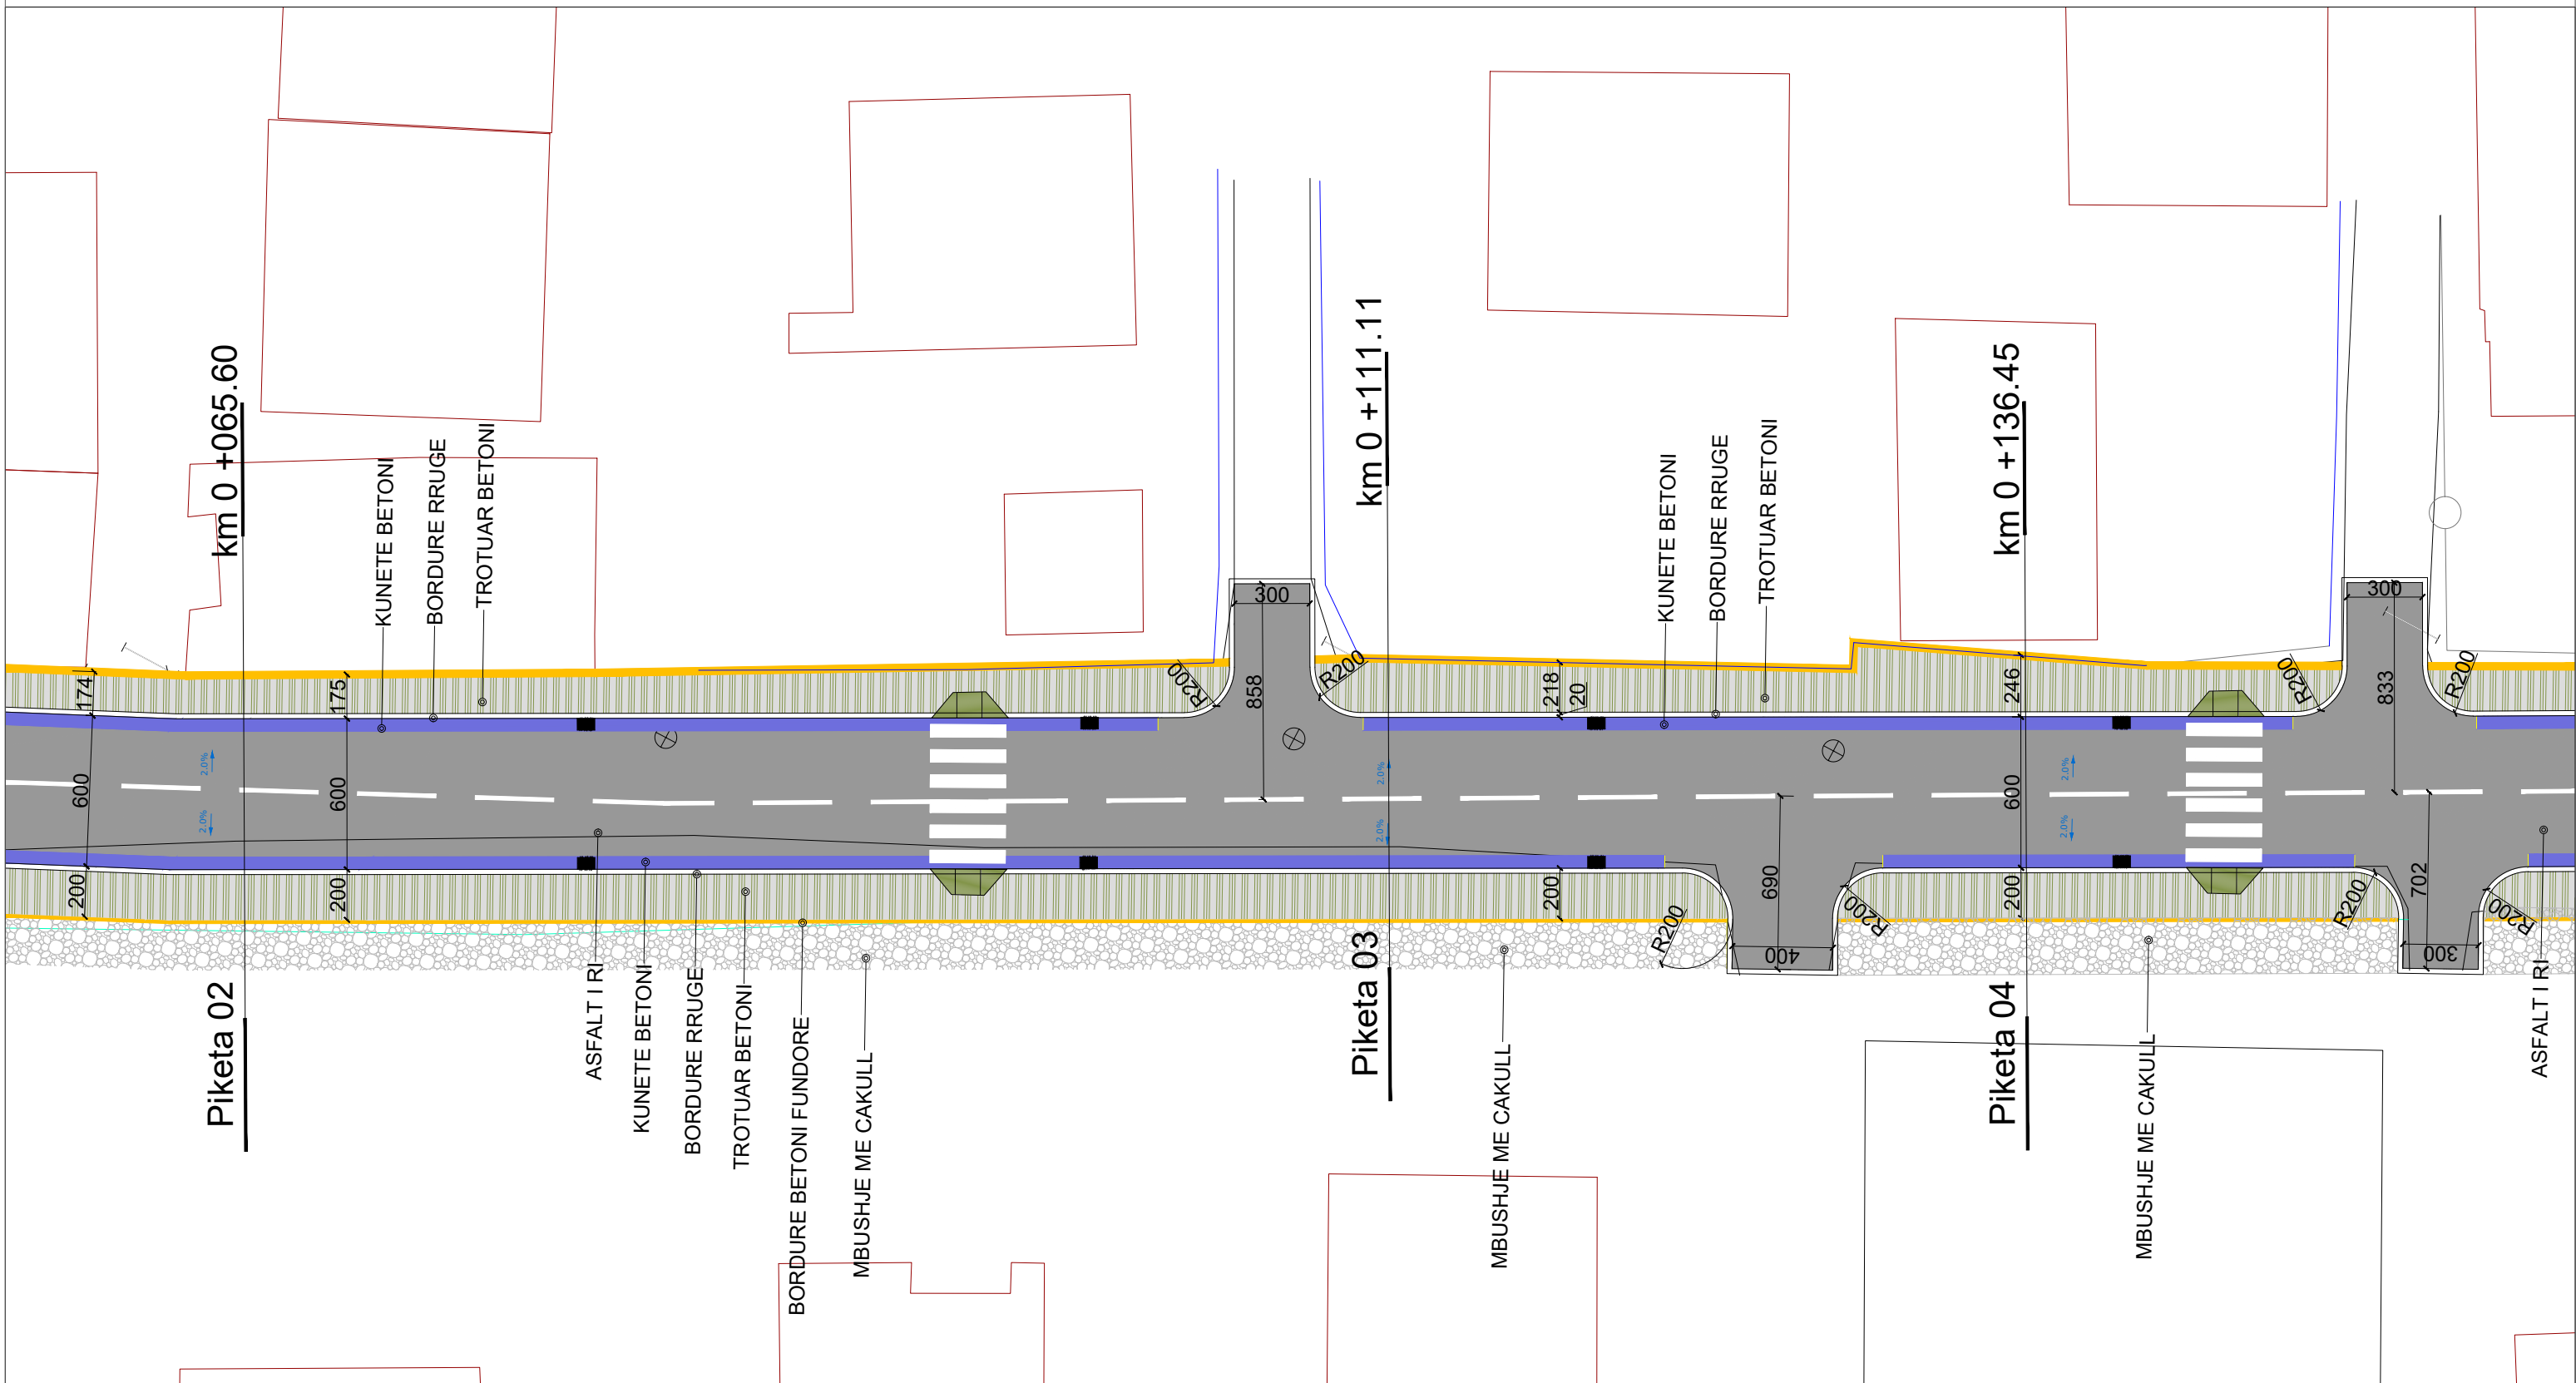 km 0 +065.60
km 0 +111.11
km 0 +136.45
KUNETE BETONI
BORDURE RRUGE
TROTUAR BETONI
KUNETE BETONI
BORDURE RRUGE
TROTUAR BETONI
300
300
174
175
R200
858
R200
218
20
246
R200
833
R200
2.0%
2.0%
2.0%
600
600
600
2.0%
2.0%
2.0%
200
200
200
690
200
702
R200
R200
R200
R200
400
300
Piketa 02
Piketa 03
Piketa 04
ASFALT I RI
KUNETE BETONI
BORDURE RRUGE
TROTUAR BETONI
BORDURE BETONI FUNDORE
MBUSHJE ME CAKULL
MBUSHJE ME CAKULL
MBUSHJE ME CAKULL
ASFALT I RI